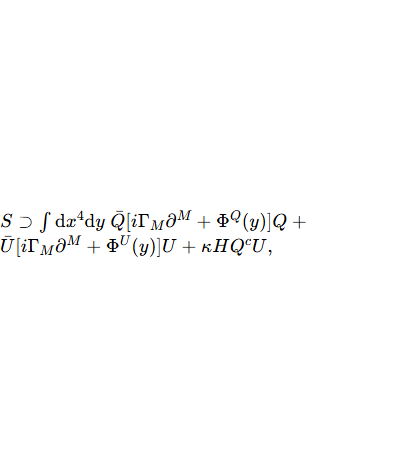 S ⊃ ∫ dx⁴dy Q̄[iΓ_M∂^M + Φ^Q(y)]Q +
Ū[iΓ_M∂^M + Φ^U(y)]U + κHQ^cU,